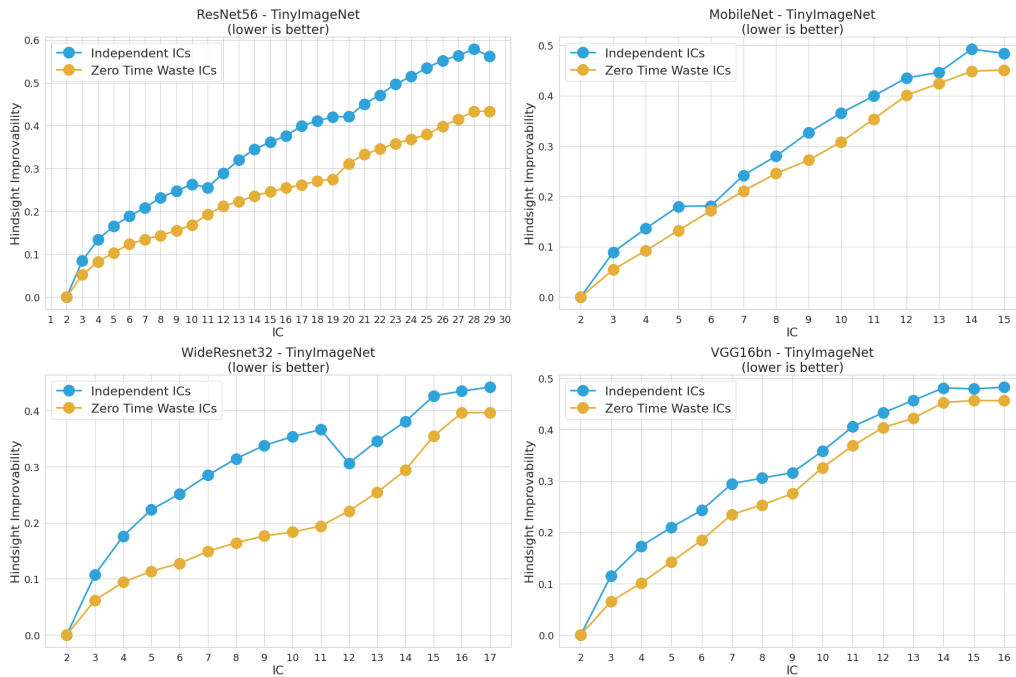 ResNet56 - TinyImageNet
(lower is better)
Independent ICs
Zero Time Waste ICs
Hindsight Improvability
0.6
0.5
0.4
0.3
0.2
0.1
0.0
1 2 3 4 5 6 7 8 9 10 11 12 13 14 15 16 17 18 19 20 21 22 23 24 25 26 27 28 29 30
IC
MobileNet - TinyImageNet
(lower is better)
Independent ICs
Zero Time Waste ICs
Hindsight Improvability
0.5
0.4
0.3
0.2
0.1
0.0
2 3 4 5 6 7 8 9 10 11 12 13 14 15
IC
WideResnet32 - TinyImageNet
(lower is better)
Independent ICs
Zero Time Waste ICs
Hindsight Improvability
0.4
0.3
0.2
0.1
0.0
2 3 4 5 6 7 8 9 10 11 12 13 14 15 16 17
IC
VGG16bn - TinyImageNet
(lower is better)
Independent ICs
Zero Time Waste ICs
Hindsight Improvability
0.5
0.4
0.3
0.2
0.1
0.0
2 3 4 5 6 7 8 9 10 11 12 13 14 15 16
IC